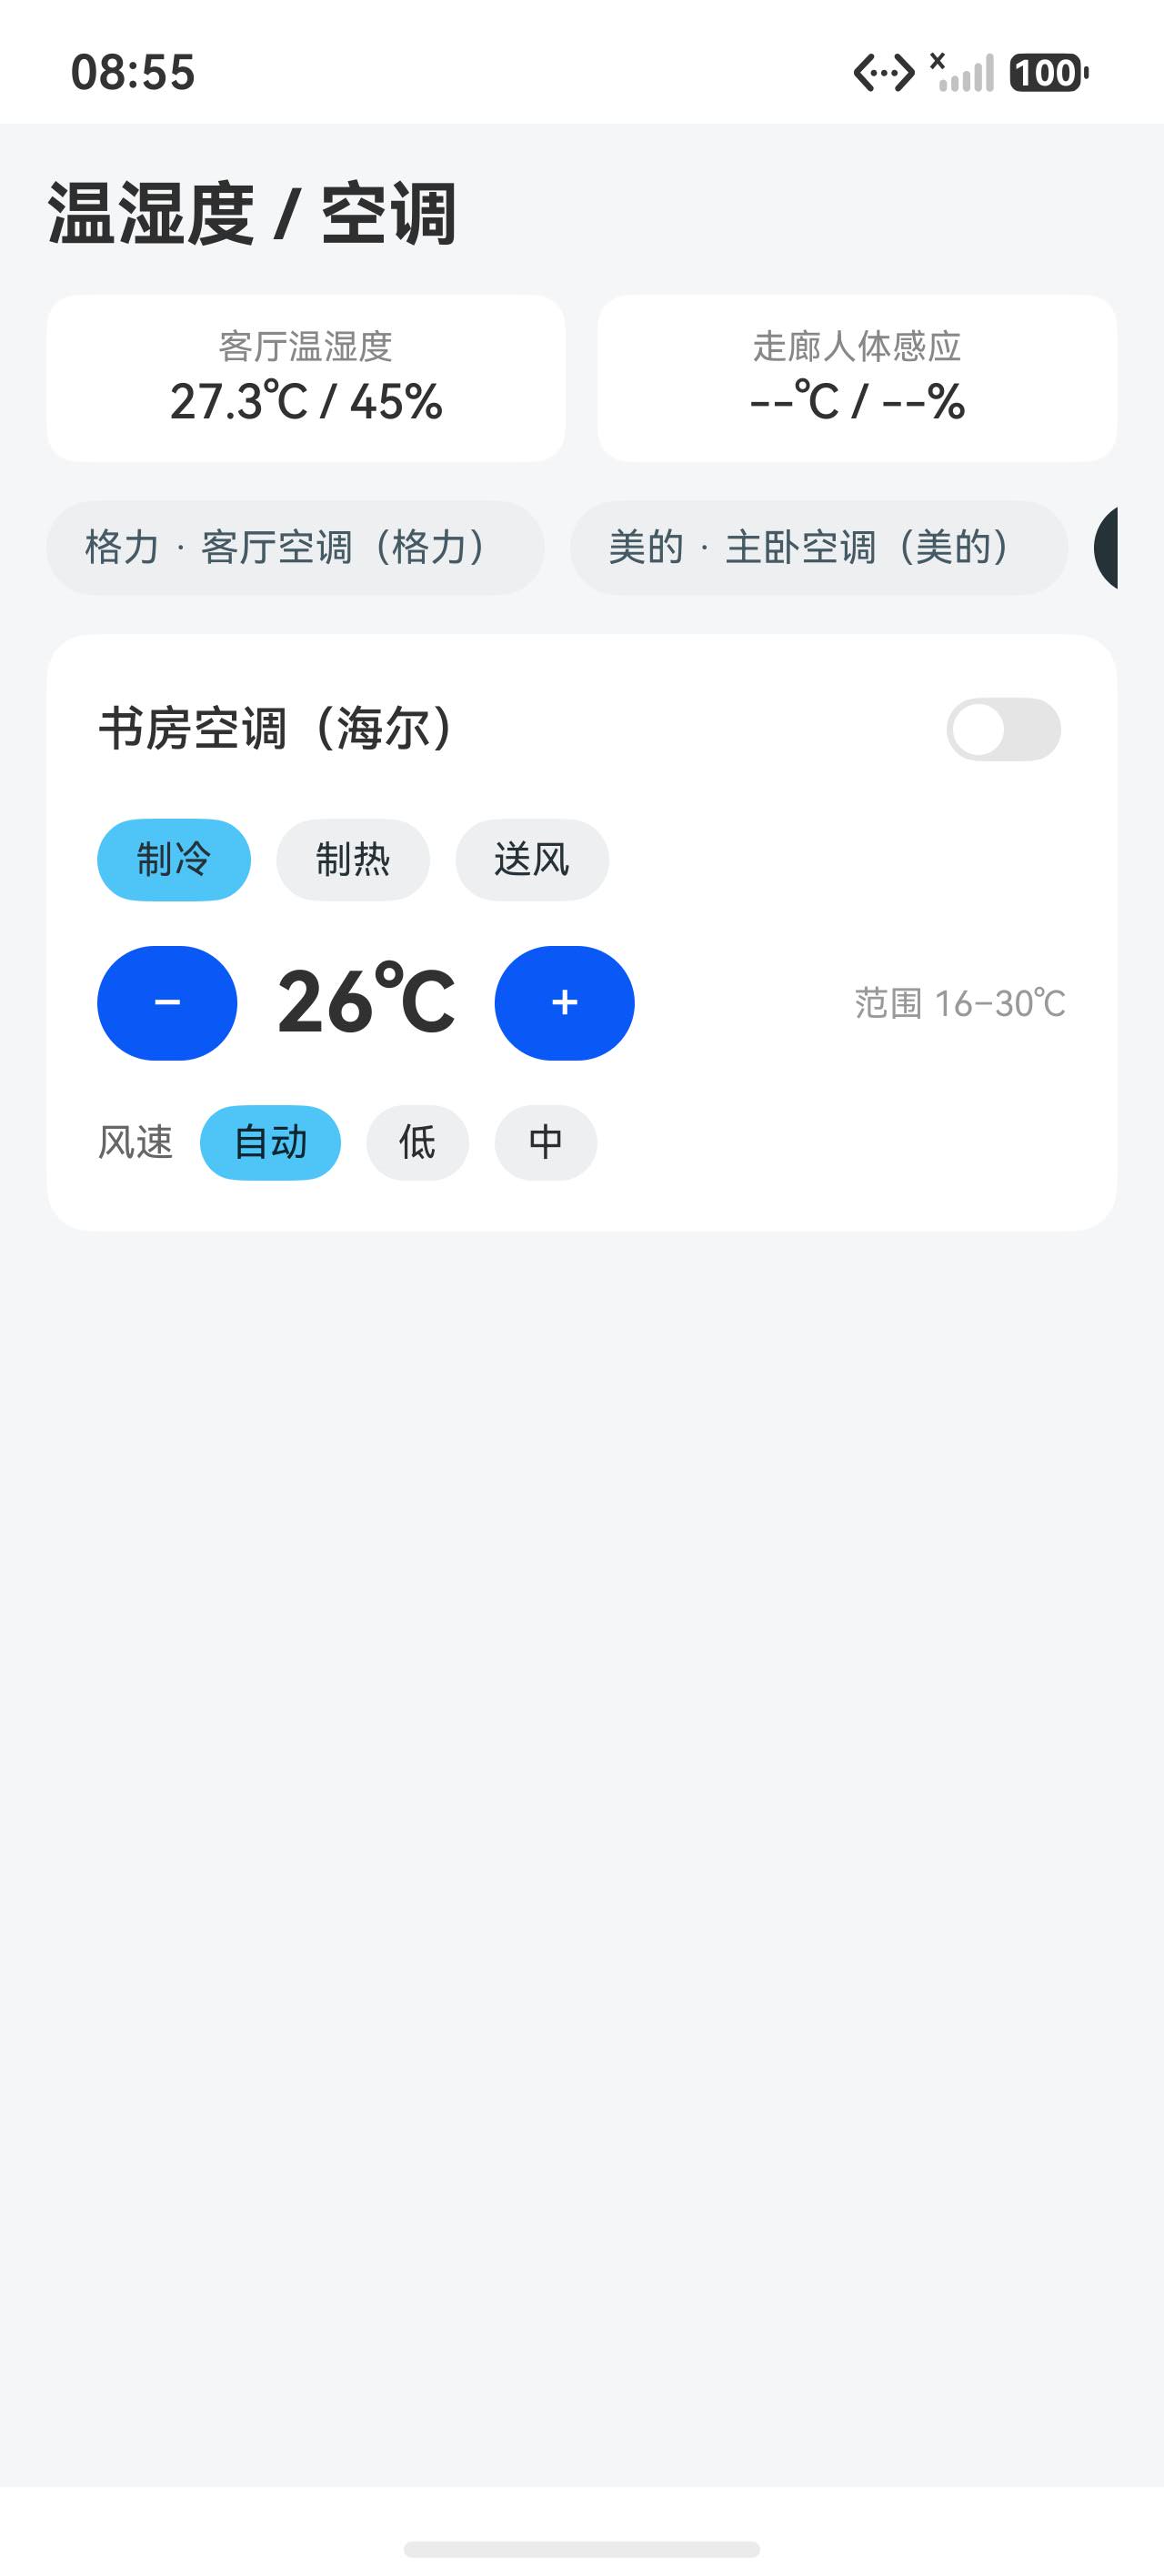 08:55
100
温湿度 / 空调
客厅温湿度
27.3℃ / 45%
走廊人体感应
--℃ / --%
格力 · 客厅空调（格力）
美的 · 主卧空调（美的）
书房空调（海尔）
制冷 制热 送风
− 26℃ + 范围 16–30℃
风速 自动 低 中